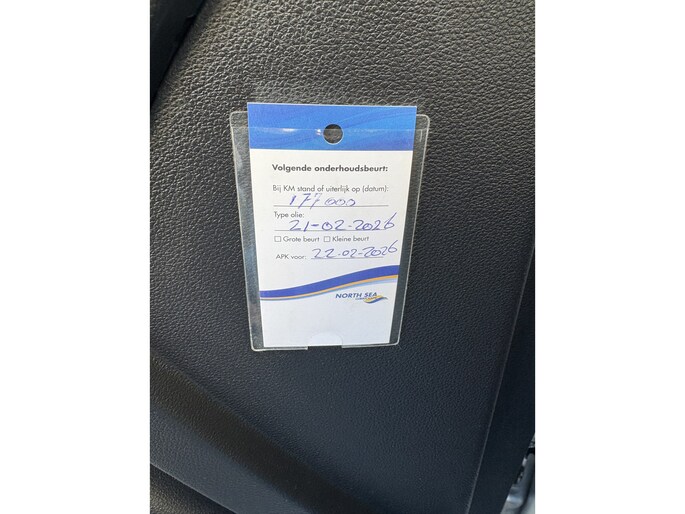 Volgende onderhoudsbeurt:
Bij KM stand of uiterlijk op (datum):
177000
Type olie:
21-02-2026
Grote beurt Kleine beurt
APK voor: 22-02-2026
NORTH SEA